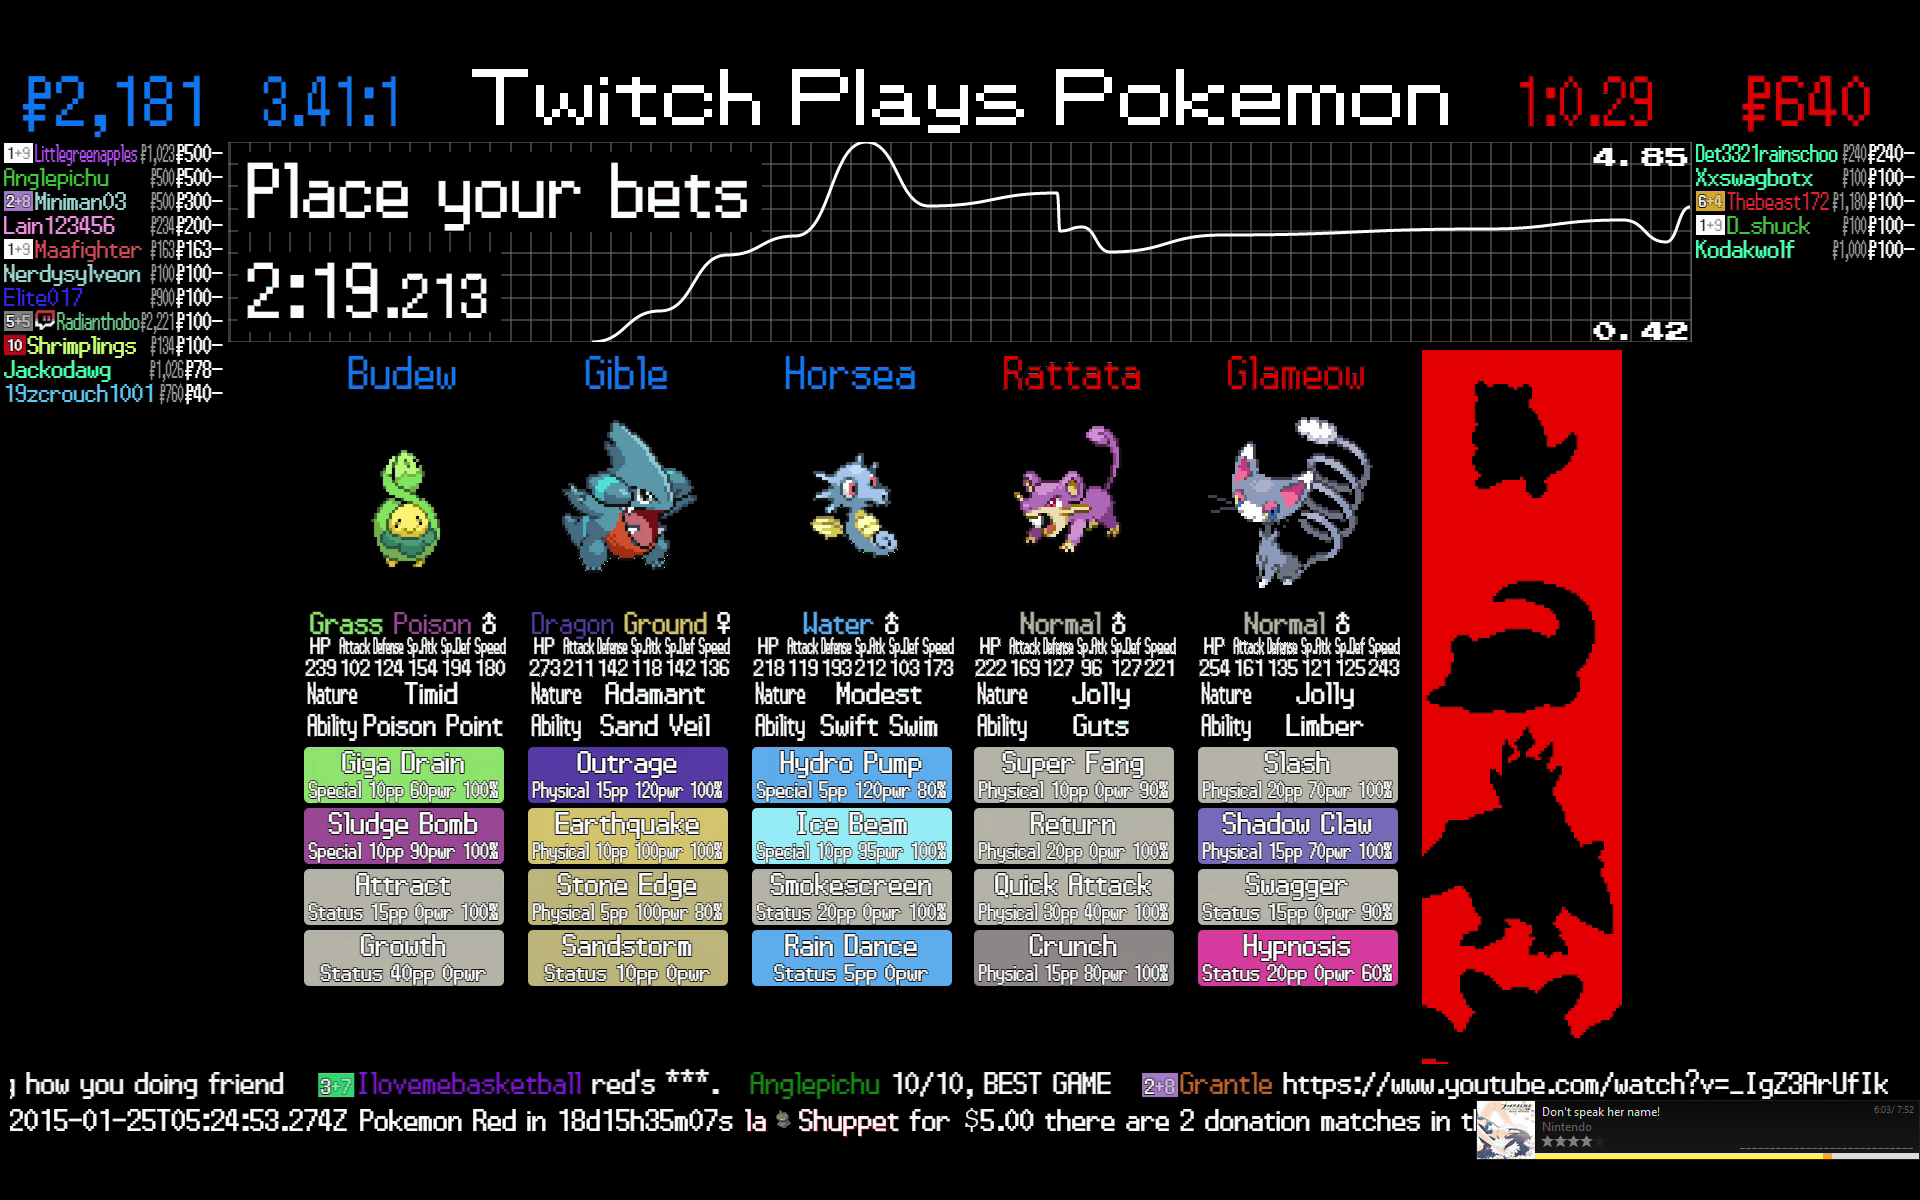 ₽2,181 3.41:1 Twitch Plays Pokemon 1:0.29 ₽640
Place your bets
2:19.213
4.85
0.42
1+9 Littlegreenapples ₽1,023 ₽500-
Anglepichu ₽500 ₽500-
2+8 Miniman03 ₽500 ₽300-
Lain123456 ₽234 ₽200-
1+9 Maafighter ₽163 ₽163-
Nerdysylveon ₽100 ₽100-
Elite017 ₽900 ₽100-
5+5 Radianthobo ₽2,221 ₽100-
10 Shrimplings ₽134 ₽100-
Jackodawg ₽1,026 ₽78-
19zcrouch1001 ₽760 ₽40-
Det3321rainschoo ₽240 ₽240-
Xxswagbotx ₽100 ₽100-
6+4 Thebeast172 ₽1,180 ₽100-
1+9 D_shuck ₽100 ₽100-
Kodakwolf ₽1,000 ₽100-
Budew Gible Horsea Rattata Glameow
Grass Poison ♂ Dragon Ground ♀ Water ♂ Normal ♂ Normal ♂
HP Attack Defense Sp.Atk Sp.Def Speed HP Attack Defense Sp.Atk Sp.Def Speed HP Attack Defense Sp.Atk Sp.Def Speed HP Attack Defense Sp.Atk Sp.Def Speed HP Attack Defense Sp.Atk Sp.Def Speed
239 102 124 154 194 180 273 211 142 118 142 136 218 119 193 212 103 173 222 169 127 96 127 221 254 161 135 121 125 243
Nature Timid Nature Adamant Nature Modest Nature Jolly Nature Jolly
Ability Poison Point Ability Sand Veil Ability Swift Swim Ability Guts Ability Limber
Giga Drain Outrage Hydro Pump Super Fang Slash
Special 10pp 60pwr 100% Physical 15pp 120pwr 100% Special 5pp 120pwr 80% Physical 10pp 0pwr 90% Physical 20pp 70pwr 100%
Sludge Bomb Earthquake Ice Beam Return Shadow Claw
Special 10pp 90pwr 100% Physical 10pp 100pwr 100% Special 10pp 95pwr 100% Physical 20pp 0pwr 100% Physical 15pp 70pwr 100%
Attract Stone Edge Smokescreen Quick Attack Swagger
Status 15pp 0pwr 100% Physical 5pp 100pwr 80% Status 20pp 0pwr 100% Physical 30pp 40pwr 100% Status 15pp 0pwr 90%
Growth Sandstorm Rain Dance Crunch Hypnosis
Status 40pp 0pwr Status 10pp 0pwr Status 5pp 0pwr Physical 15pp 80pwr 100% Status 20pp 0pwr 60%
how you doing friend 3+7 Ilovemebasketball red's ***. Anglepichu 10/10, BEST GAME 2+8 Grantle https://www.youtube.com/watch?v=_IgZ3ArUfIk
2015-01-25T05:24:53.274Z Pokemon Red in 18d15h35m07s la Shuppet for $5.00 there are 2 donation matches in t
Don't speak her name! 6:03/ 7:52
Nintendo